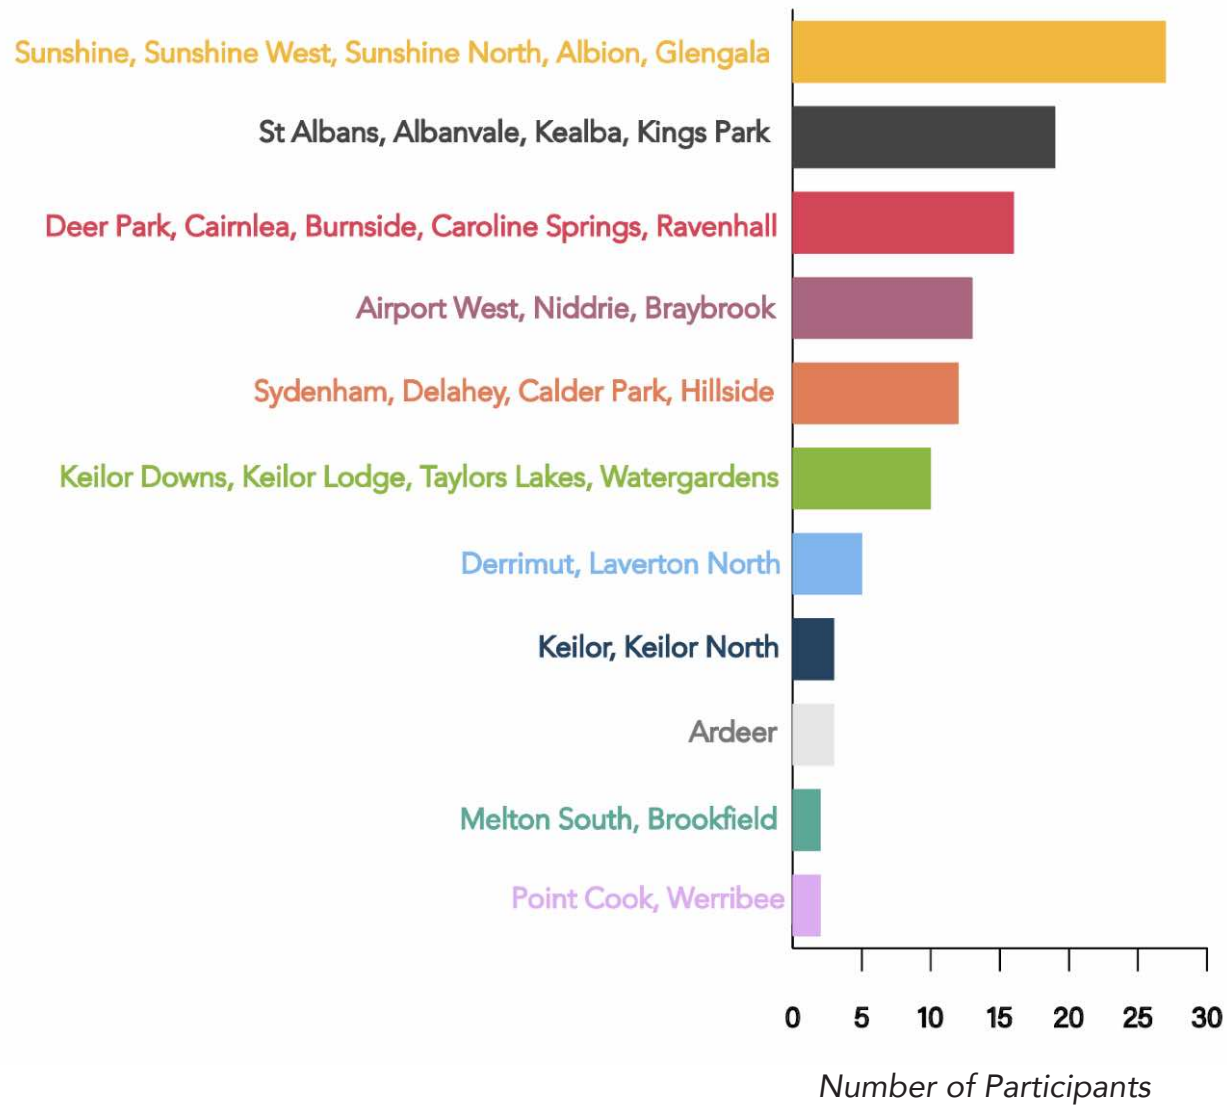 Sunshine, Sunshine West, Sunshine North, Albion, Glengala
St Albans, Albanvale, Kealba, Kings Park
Deer Park, Cairnlea, Burnside, Caroline Springs, Ravenhall
Airport West, Niddrie, Braybrook
Sydenham, Delahey, Calder Park, Hillside
Keilor Downs, Keilor Lodge, Taylors Lakes, Watergardens
Derrimut, Laverton North
Keilor, Keilor North
Ardeer
Melton South, Brookfield
Point Cook, Werribee
0 5 10 15 20 25 30
Number of Participants